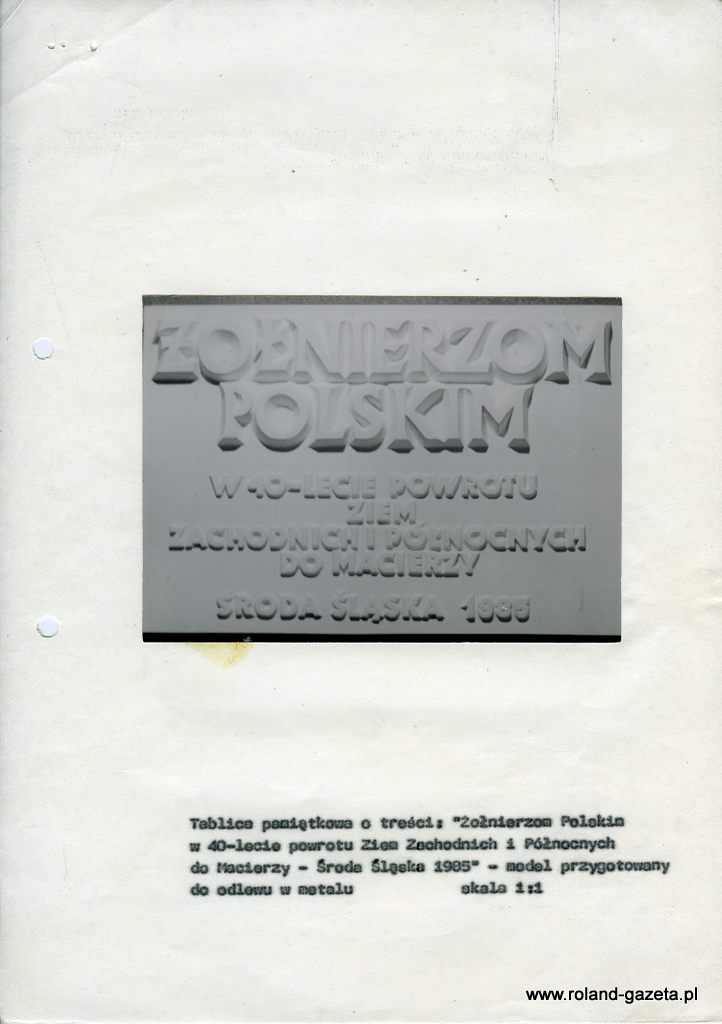 ŻOŁNIERZOM
POLSKIM
W 40-LECIE POWROTU
ZIEM
ZACHODNICH I PÓŁNOCNYCH
DO MACIERZY
ŚRODA ŚLĄSKA 1985
Tablica pamiątkowa o treści: "Żołnierzom Polskim
w 40-lecie powrotu Ziem Zachodnich i Północnych
do Macierzy - Środa Śląska 1985" - model przygotowany
do odlewu w metalu skala 1:1
www.roland-gazeta.pl